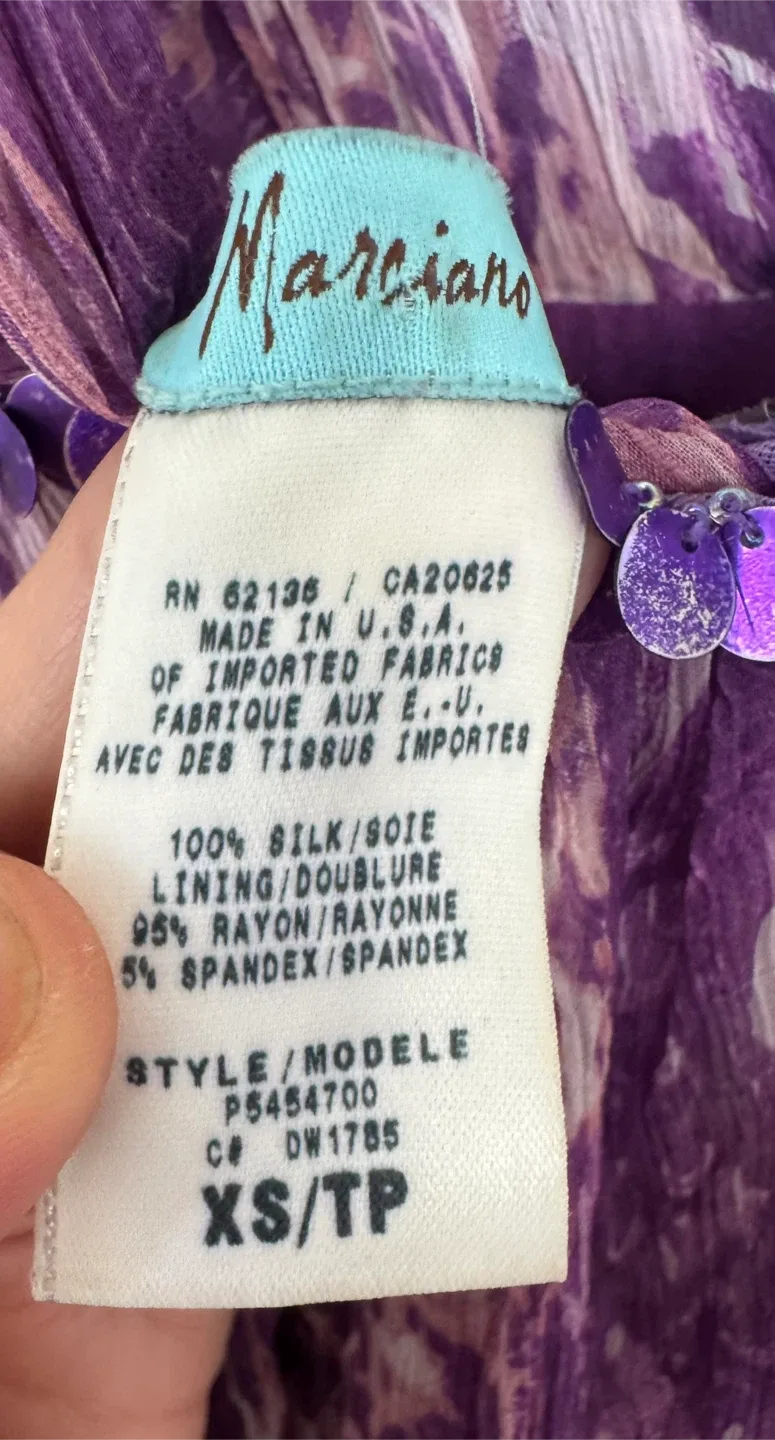 Marciano
RN 62136 / CA20625
MADE IN U.S.A.
OF IMPORTED FABRICS
FABRIQUE AUX E.-U.
AVEC DES TISSUS IMPORTES
100% SILK/SOIE
LINING/DOUBLURE
95% RAYON/RAYONNE
5% SPANDEX/SPANDEX
STYLE/MODELE
P5454700
C# DW1785
XS/TP